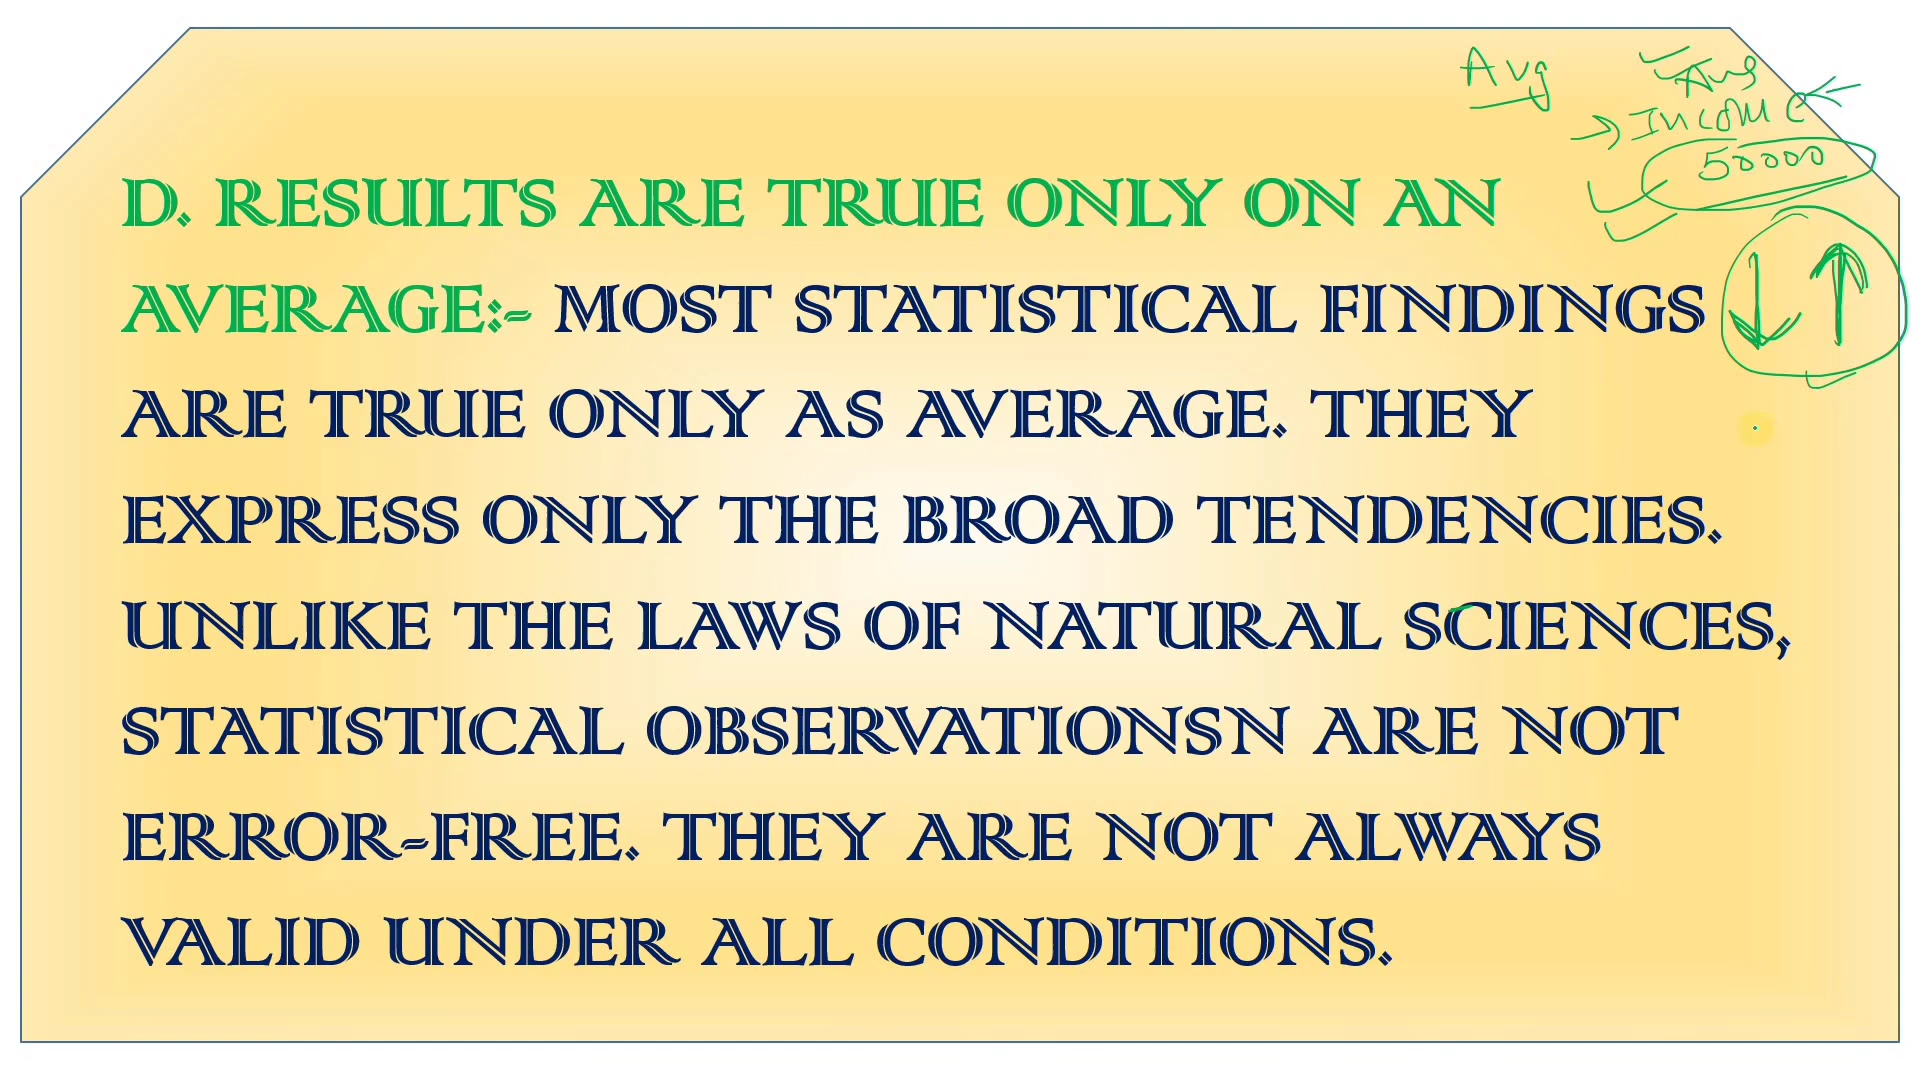 Avg
Avg
Income
50000
D. RESULTS ARE TRUE ONLY ON AN
AVERAGE:- MOST STATISTICAL FINDINGS
ARE TRUE ONLY AS AVERAGE. THEY
EXPRESS ONLY THE BROAD TENDENCIES.
UNLIKE THE LAWS OF NATURAL SCIENCES,
STATISTICAL OBSERVATIONSN ARE NOT
ERROR-FREE. THEY ARE NOT ALWAYS
VALID UNDER ALL CONDITIONS.